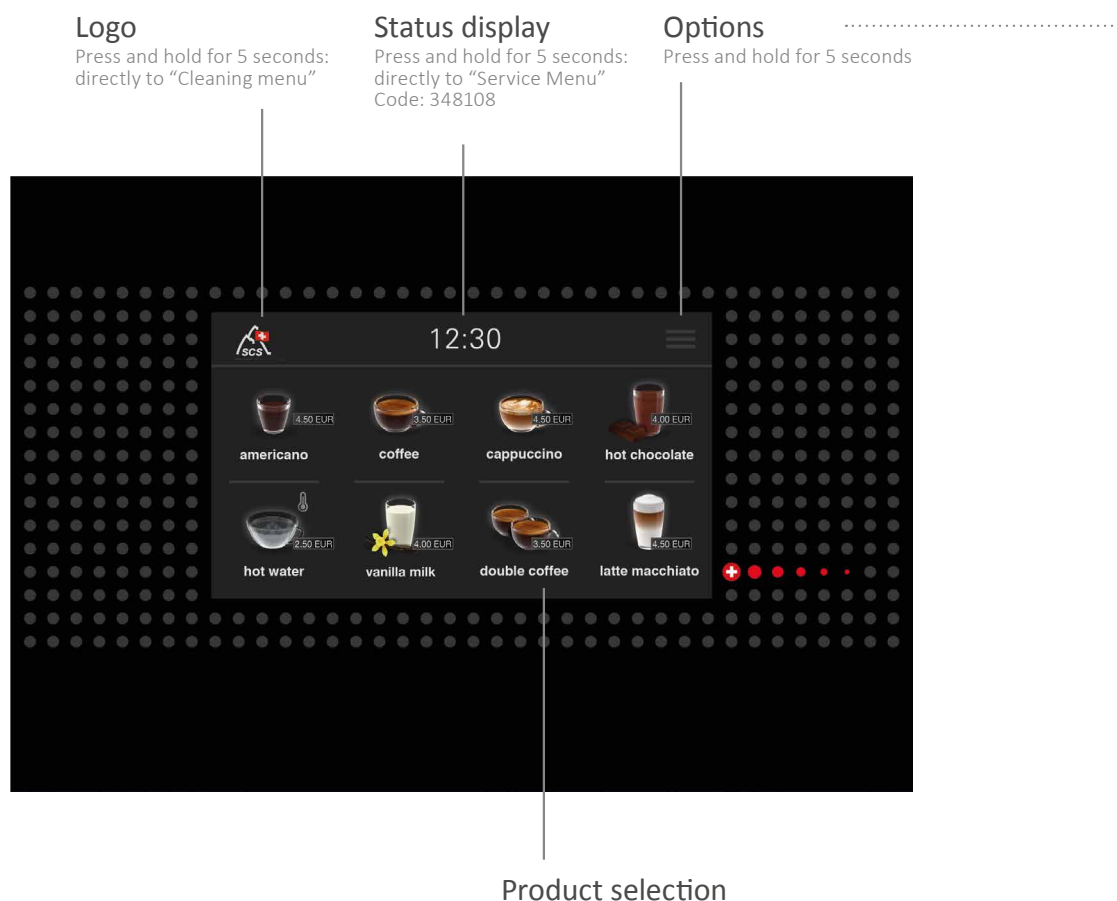 Logo
Press and hold for 5 seconds:
directly to “Cleaning menu”
Status display
Press and hold for 5 seconds:
directly to “Service Menu”
Code: 348108
Options
Press and hold for 5 seconds
SCS
12:30
4.50 EUR
3.50 EUR
4.50 EUR
4.00 EUR
americano
coffee
cappuccino
hot chocolate
2.50 EUR
4.00 EUR
3.50 EUR
4.50 EUR
hot water
vanilla milk
double coffee
latte macchiato
Product selection